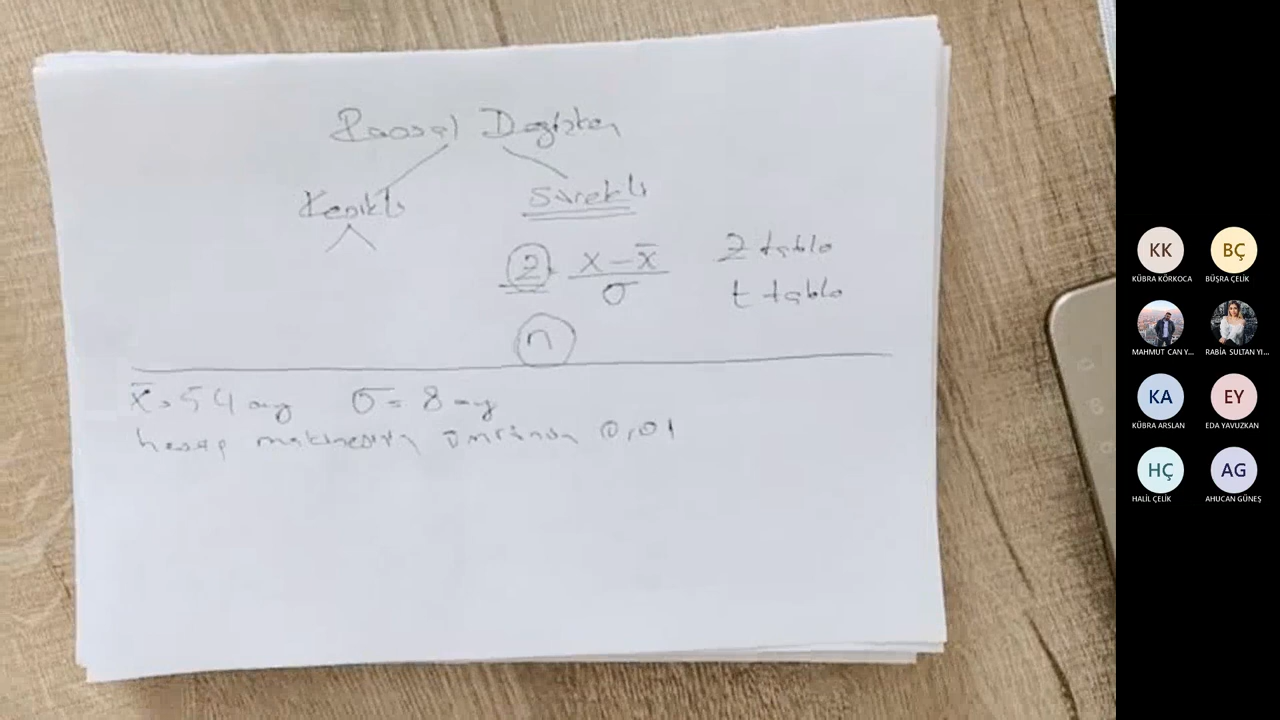 Rassal Değişken
Kesikli Sürekli
Z = x - x̄ / σ
Z tablo
t tablo
n
x̄ = 54 ay σ = 8 ay
hesap makinesinin ömrünün 0,01
KK
BÇ
KÜBRA KÖRKOCA
BÜŞRA ÇELİK
MAHMUT CAN Y...
RABİA SULTAN YI...
KA
EY
KÜBRA ARSLAN
EDA YAVUZKAN
HÇ
AG
HALİL ÇELİK
AHUCAN GÜNEŞ